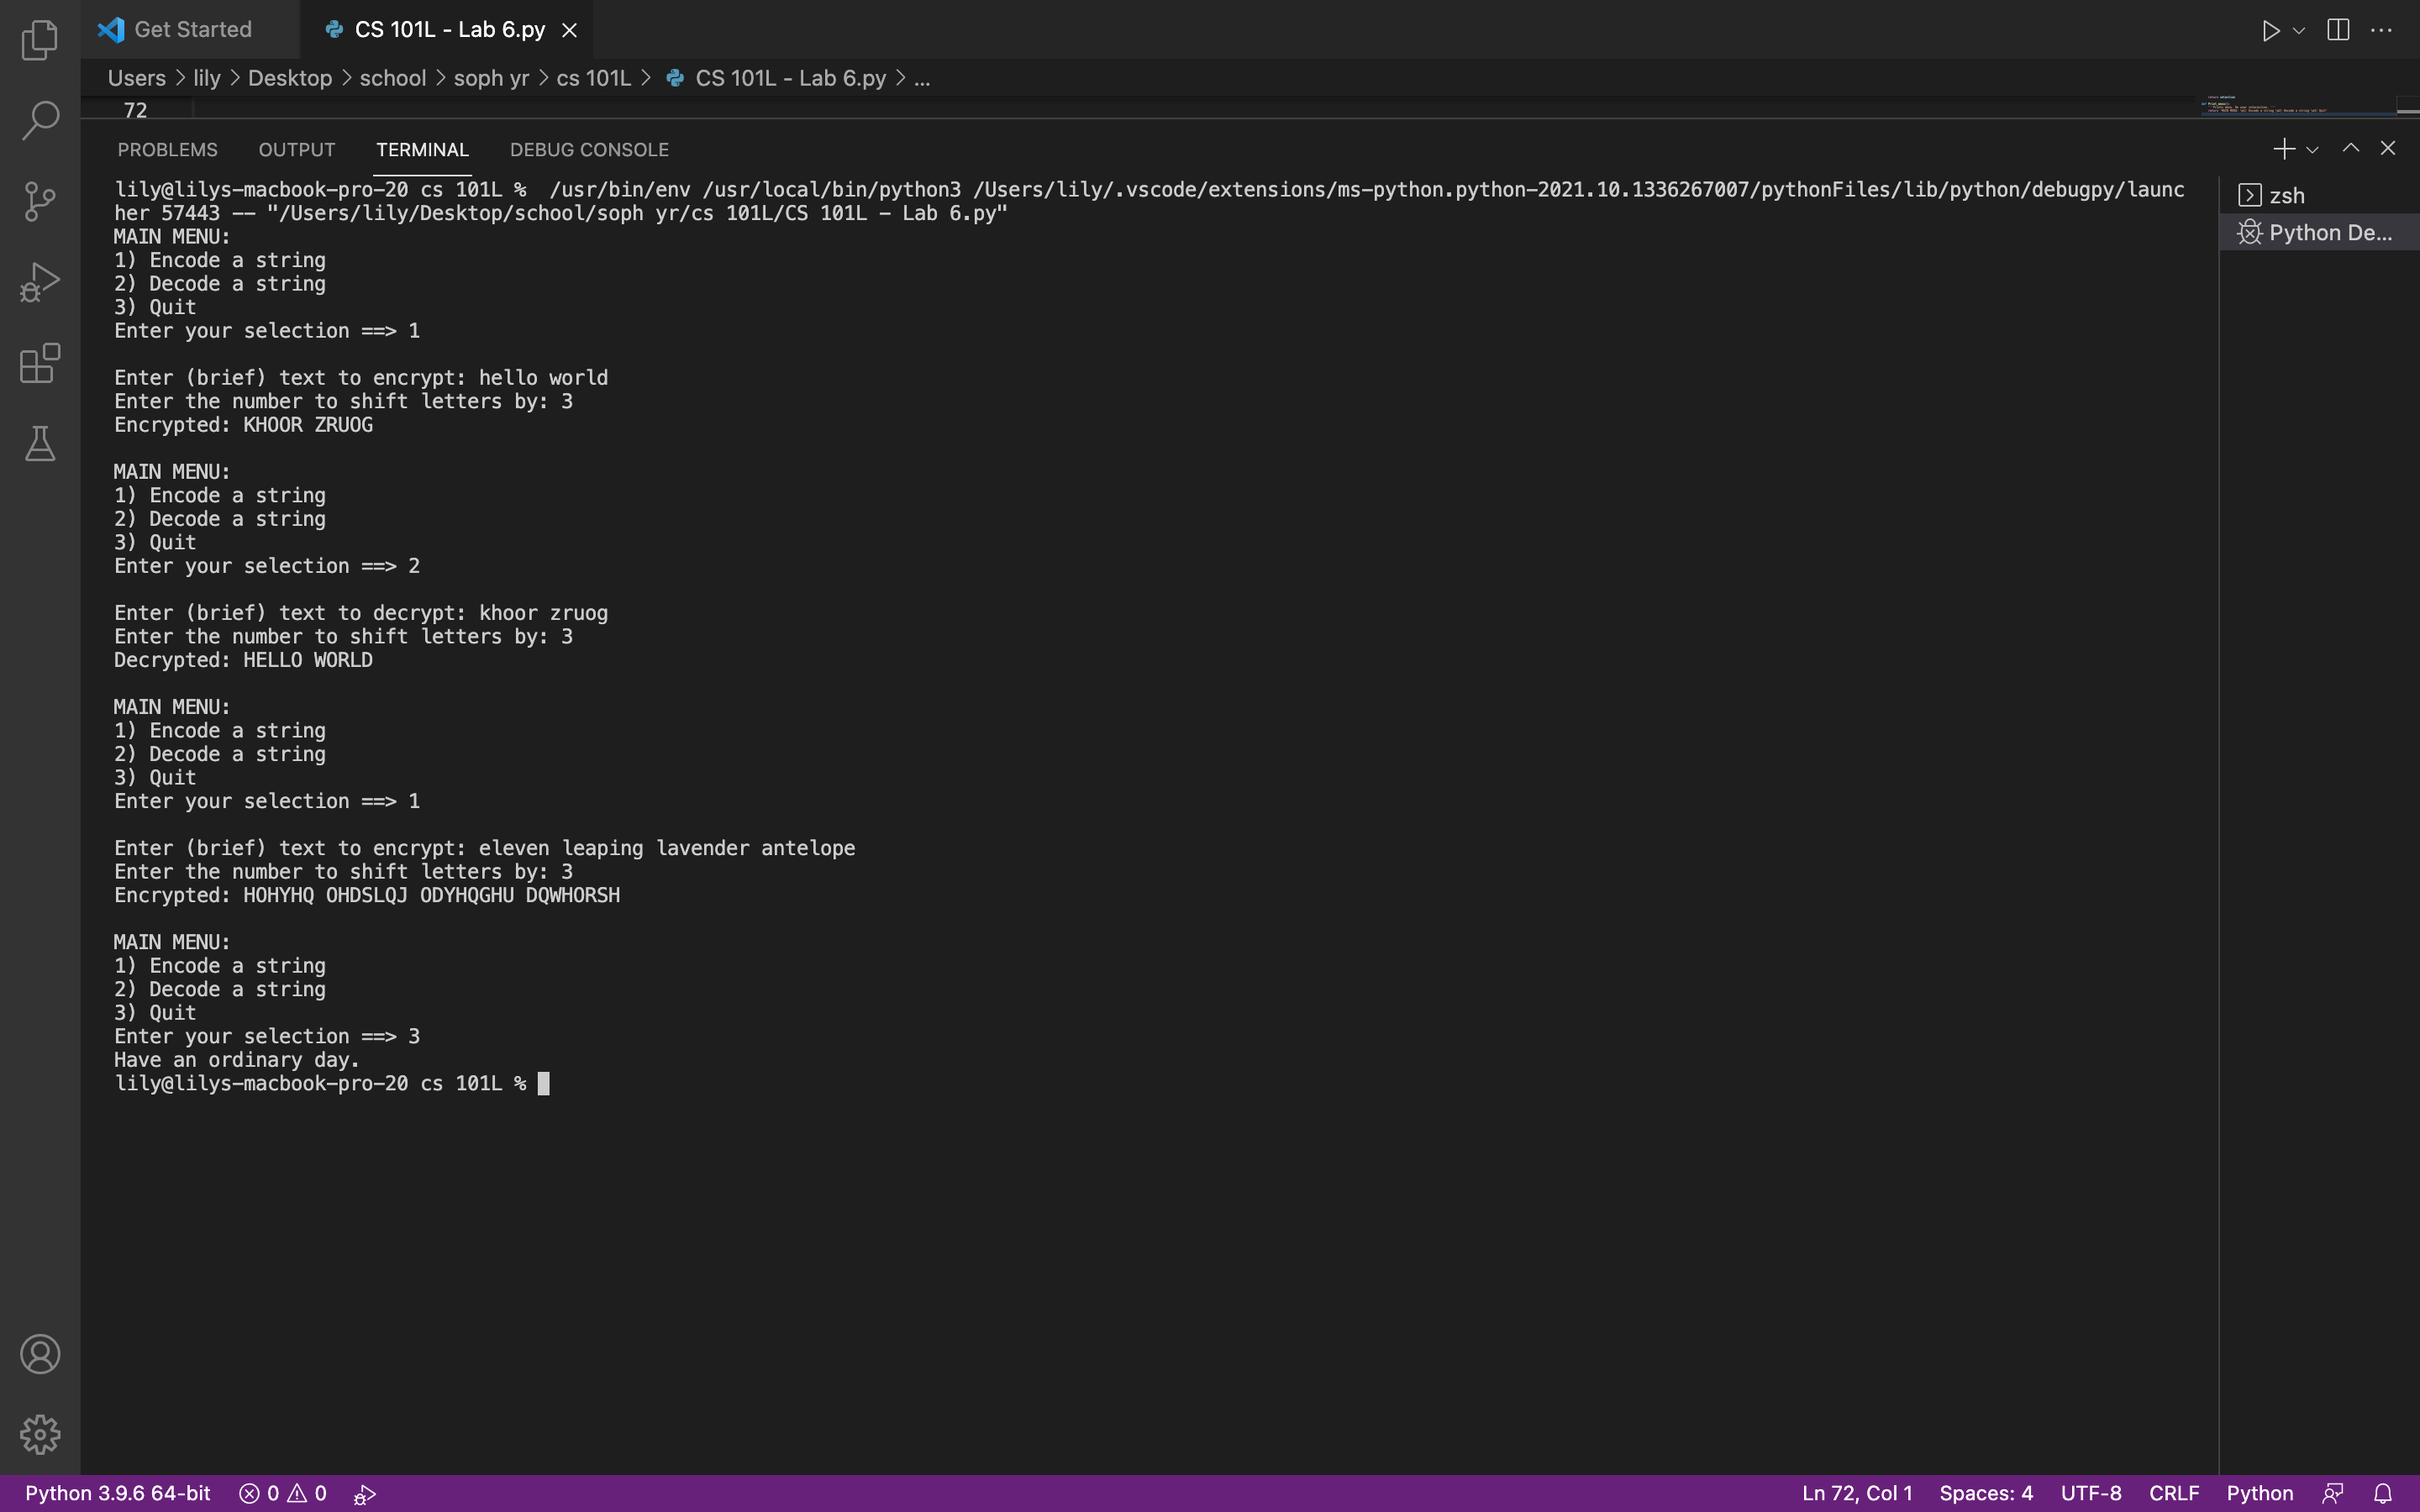 Get Started
CS 101L - Lab 6.py
Users > lily > Desktop > school > soph yr > cs 101L > CS 101L - Lab 6.py > ...
72
PROBLEMS OUTPUT TERMINAL DEBUG CONSOLE
lily@lilys-macbook-pro-20 cs 101L %  /usr/bin/env /usr/local/bin/python3 /Users/lily/.vscode/extensions/ms-python.python-2021.10.1336267007/pythonFiles/lib/python/debugpy/launc
her 57443 -- "/Users/lily/Desktop/school/soph yr/cs 101L/CS 101L - Lab 6.py"
MAIN MENU:
1) Encode a string
2) Decode a string
3) Quit
Enter your selection ==> 1
Enter (brief) text to encrypt: hello world
Enter the number to shift letters by: 3
Encrypted: KHOOR ZRUOG
MAIN MENU:
1) Encode a string
2) Decode a string
3) Quit
Enter your selection ==> 2
Enter (brief) text to decrypt: khoor zruog
Enter the number to shift letters by: 3
Decrypted: HELLO WORLD
MAIN MENU:
1) Encode a string
2) Decode a string
3) Quit
Enter your selection ==> 1
Enter (brief) text to encrypt: eleven leaping lavender antelope
Enter the number to shift letters by: 3
Encrypted: HOHYHQ OHDSLQJ ODYHQGHU DQWHORSH
MAIN MENU:
1) Encode a string
2) Decode a string
3) Quit
Enter your selection ==> 3
Have an ordinary day.
lily@lilys-macbook-pro-20 cs 101L %
zsh
Python De...
Python 3.9.6 64-bit 0 0
Ln 72, Col 1 Spaces: 4 UTF-8 CRLF Python